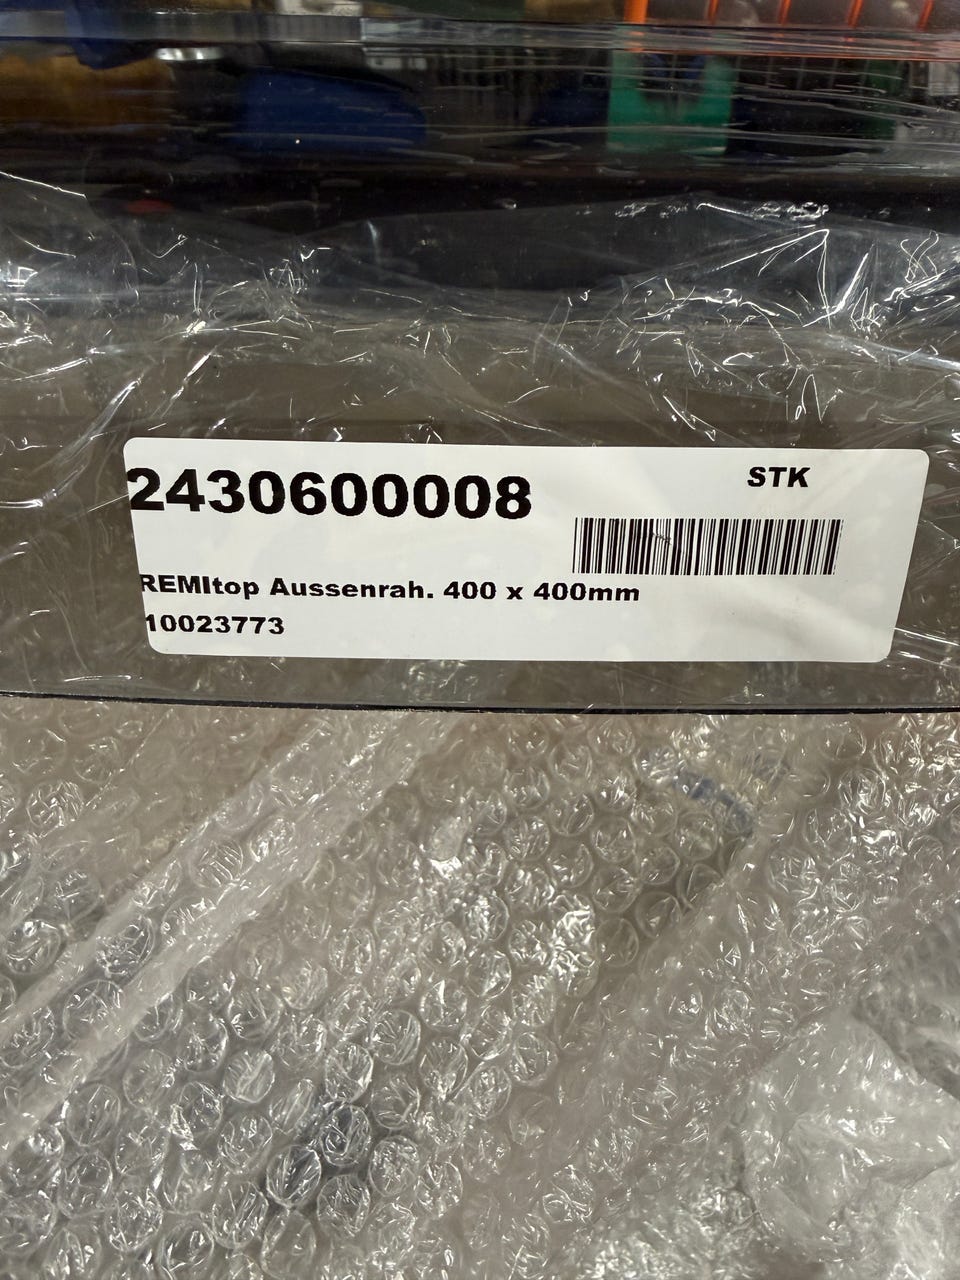 2430600008
STK
REMItop Aussenrah. 400 x 400mm
10023773